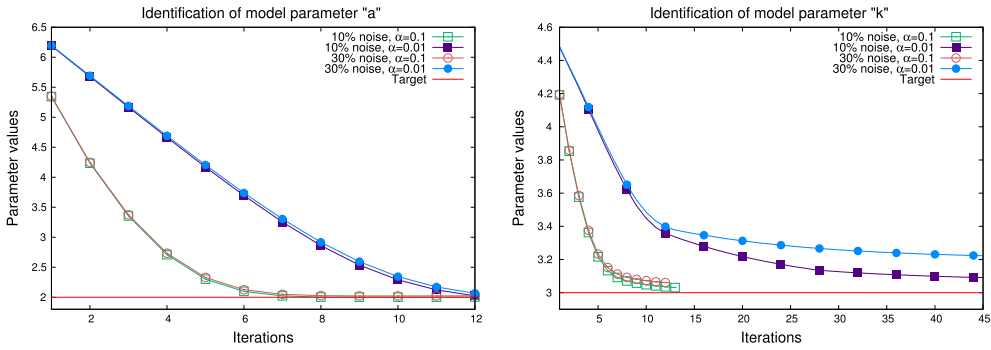 Identification of model parameter "a"
6.5
6
5.5
5
4.5
4
3.5
3
2.5
2
2
4
6
8
10
12
Parameter values
Iterations
10% noise, α=0.1
10% noise, α=0.01
30% noise, α=0.1
30% noise, α=0.01
Target
Identification of model parameter "k"
4.6
4.4
4.2
4
3.8
3.6
3.4
3.2
3
5
10
15
20
25
30
35
40
45
Parameter values
Iterations
10% noise, α=0.1
10% noise, α=0.01
30% noise, α=0.1
30% noise, α=0.01
Target